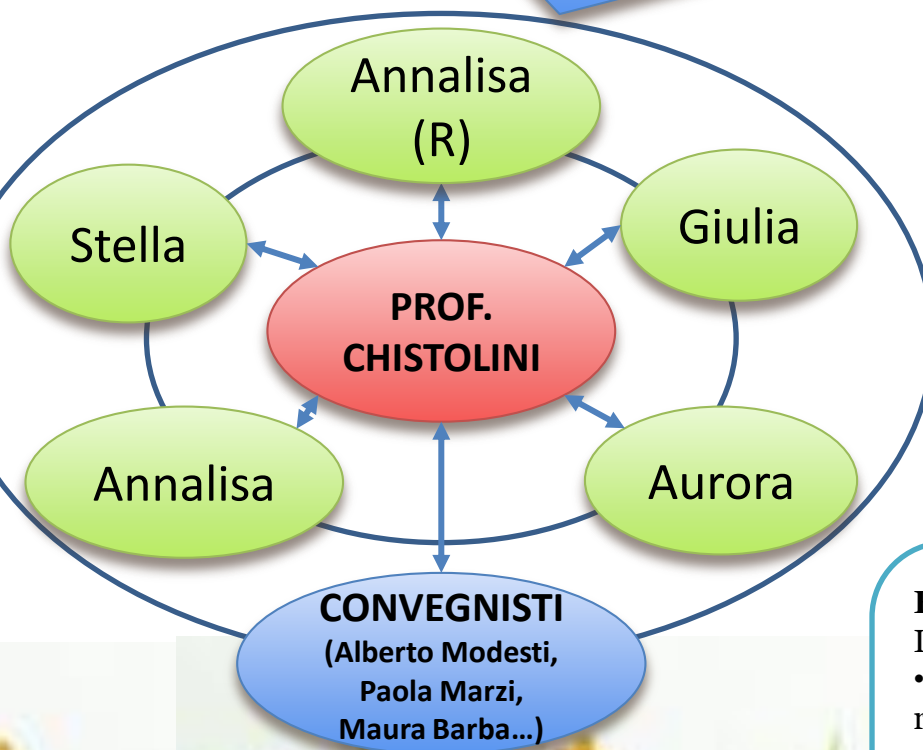 Annalisa
(R)
Stella
Giulia
PROF.
CHISTOLINI
Annalisa
Aurora
CONVEGNISTI
(Alberto Modesti,
Paola Marzi,
Maura Barba…)
•